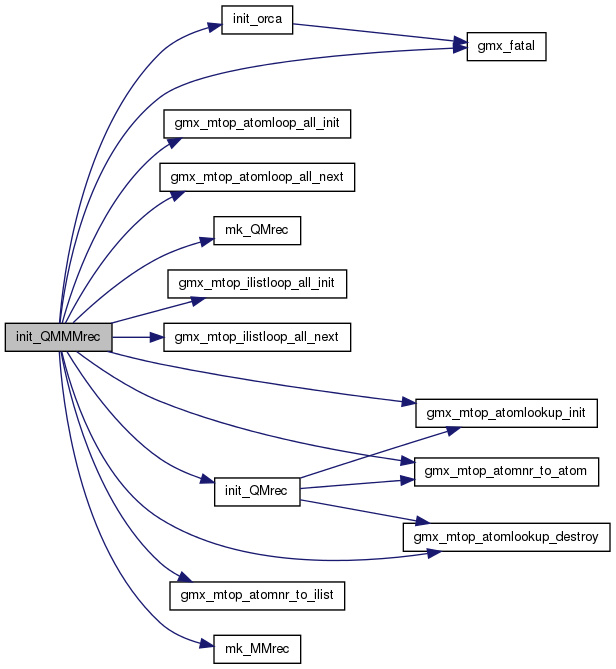 init_orca
gmx_fatal
gmx_mtop_atomloop_all_init
gmx_mtop_atomloop_all_next
mk_QMrec
gmx_mtop_ilistloop_all_init
init_QMMMrec
gmx_mtop_ilistloop_all_next
gmx_mtop_atomlookup_init
gmx_mtop_atomnr_to_atom
init_QMrec
gmx_mtop_atomlookup_destroy
gmx_mtop_atomnr_to_ilist
mk_MMrec